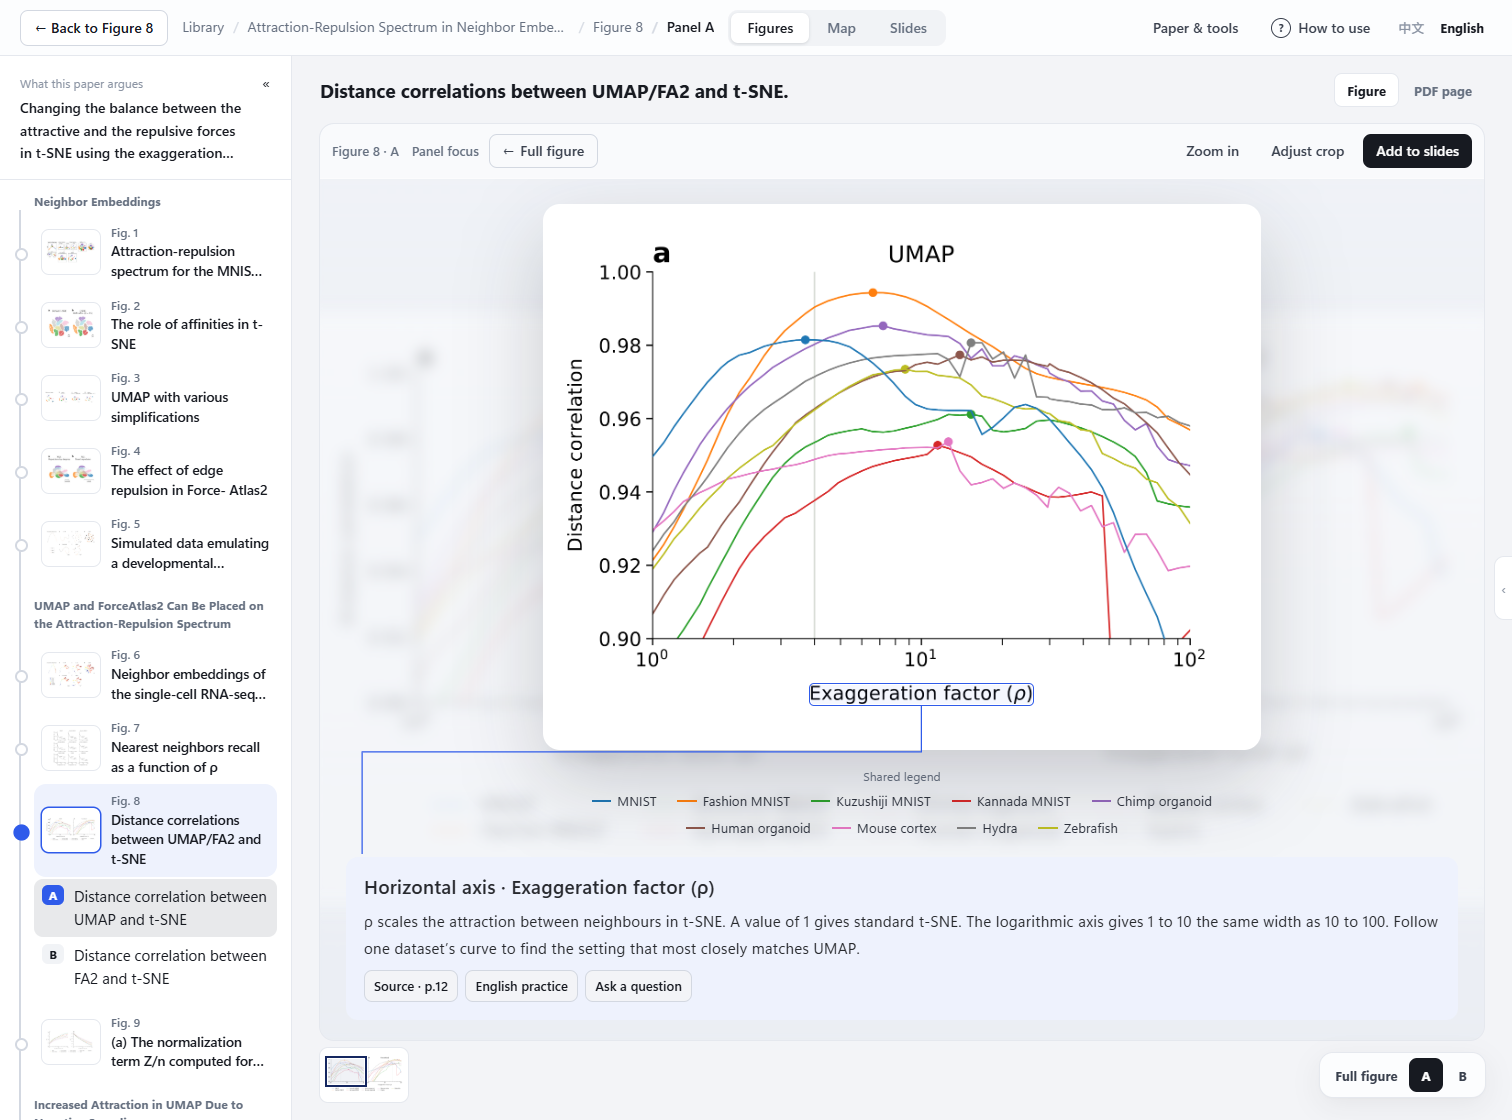 ← Back to Figure 8
Library / Attraction-Repulsion Spectrum in Neighbor Embe... / Figure 8 / Panel A
Figures
Map
Slides
Paper & tools
? How to use
中文
English
What this paper argues
«
Changing the balance between the
attractive and the repulsive forces
in t-SNE using the exaggeration...
Neighbor Embeddings
Fig. 1
Attraction-repulsion
spectrum for the MNIS...
Fig. 2
The role of affinities in t-
SNE
Fig. 3
UMAP with various
simplifications
Fig. 4
The effect of edge
repulsion in Force- Atlas2
Fig. 5
Simulated data emulating
a developmental...
UMAP and ForceAtlas2 Can Be Placed on
the Attraction-Repulsion Spectrum
Fig. 6
Neighbor embeddings of
the single-cell RNA-seq...
Fig. 7
Nearest neighbors recall
as a function of ρ
Fig. 8
Distance correlations
between UMAP/FA2 and
t-SNE
A Distance correlation between
UMAP and t-SNE
B Distance correlation between
FA2 and t-SNE
Fig. 9
(a) The normalization
term Z/n computed for...
Increased Attraction in UMAP Due to
Distance correlations between UMAP/FA2 and t-SNE.
Figure
PDF page
Figure 8 · A
Panel focus
← Full figure
Zoom in
Adjust crop
Add to slides
a
UMAP
1.00
0.98
0.96
0.94
0.92
0.90
Distance correlation
10⁰
10¹
10²
Exaggeration factor (ρ)
Shared legend
MNIST
Fashion MNIST
Kuzushiji MNIST
Kannada MNIST
Chimp organoid
Human organoid
Mouse cortex
Hydra
Zebrafish
Horizontal axis · Exaggeration factor (ρ)
ρ scales the attraction between neighbours in t-SNE. A value of 1 gives standard t-SNE. The logarithmic axis gives 1 to 10 the same width as 10 to 100. Follow
one dataset's curve to find the setting that most closely matches UMAP.
Source · p.12
English practice
Ask a question
‹
Full figure
A
B